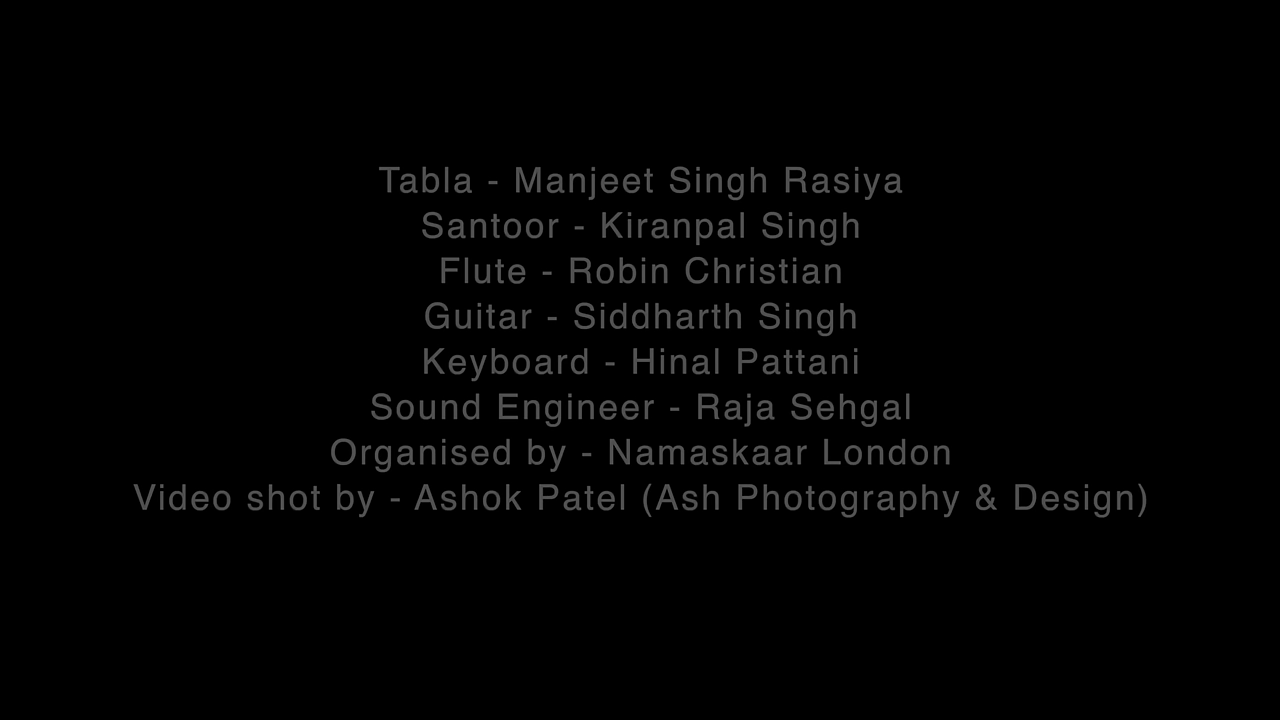 Tabla - Manjeet Singh Rasiya
Santoor - Kiranpal Singh
Flute - Robin Christian
Guitar - Siddharth Singh
Keyboard - Hinal Pattani
Sound Engineer - Raja Sehgal
Organised by - Namaskaar London
Video shot by - Ashok Patel (Ash Photography & Design)